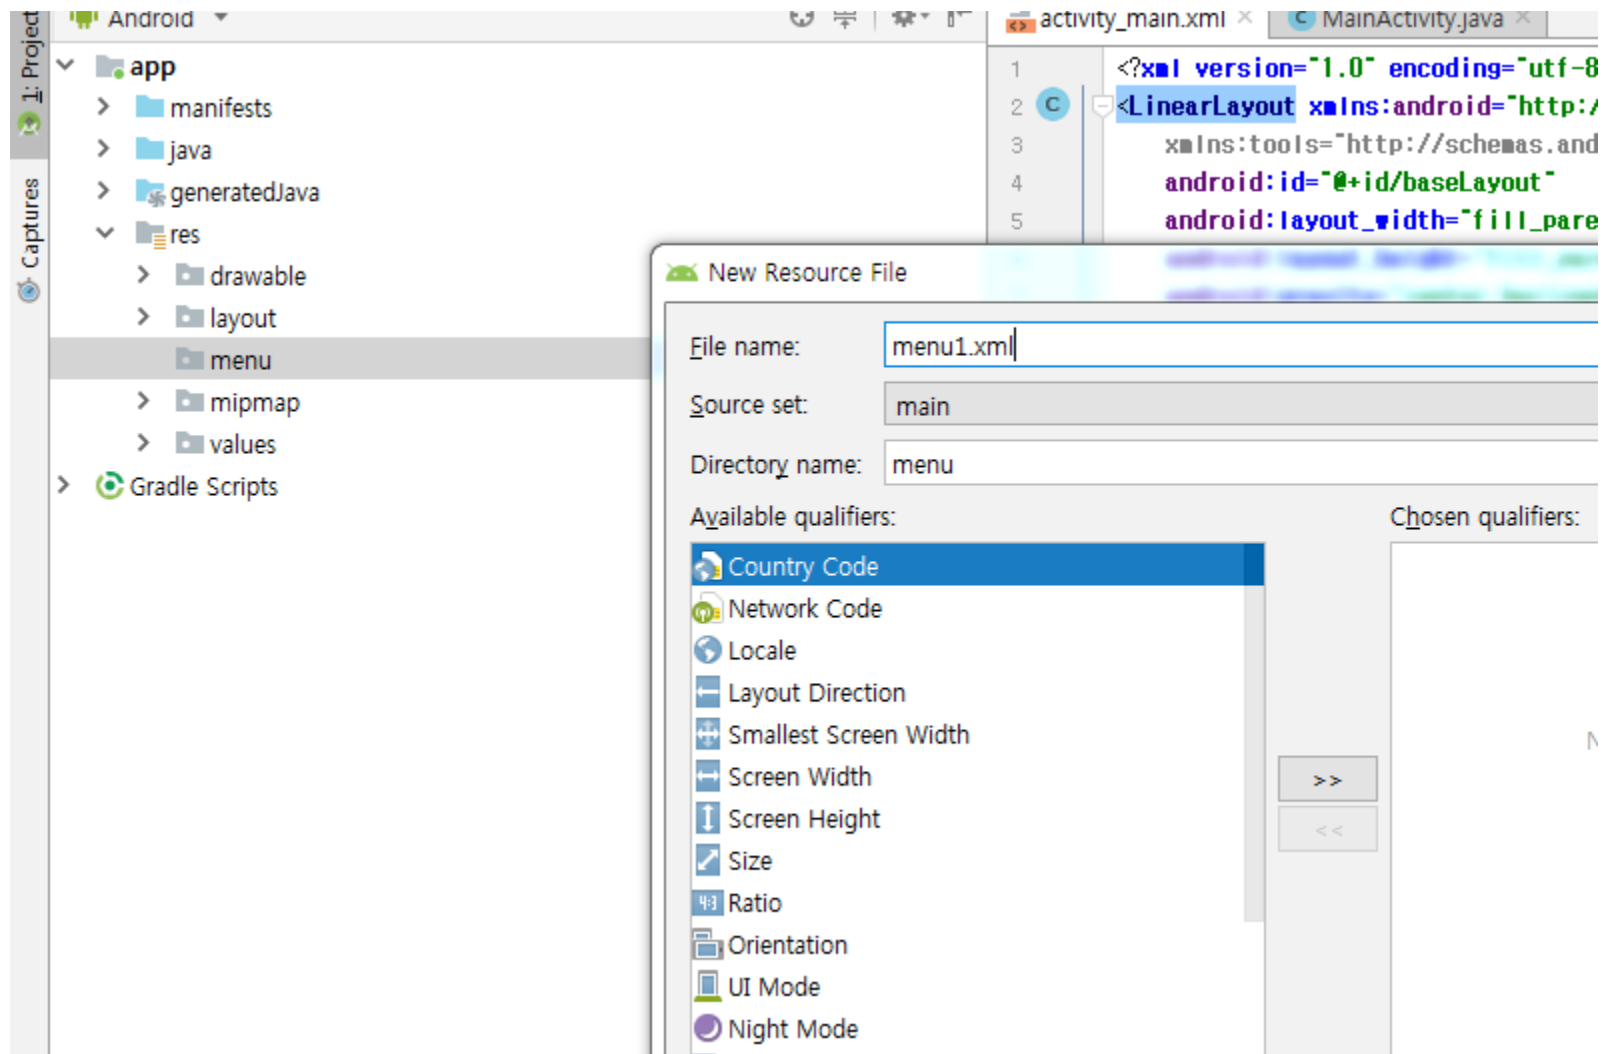 1: Project
Captures
Android
app
manifests
java
generatedJava
res
drawable
layout
menu
mipmap
values
Gradle Scripts
activity_main.xml
MainActivity.java
1 <?xml version="1.0" encoding="utf-8
2 <LinearLayout xmlns:android="http:/
3 xmlns:tools="http://schemas.and
4 android:id="@+id/baseLayout"
5 android:layout_width="fill_pare
New Resource File
File name: menu1.xml
Source set: main
Directory name: menu
Available qualifiers:
Chosen qualifiers:
Country Code
Network Code
Locale
Layout Direction
Smallest Screen Width
Screen Width
Screen Height
Size
4:3 Ratio
Orientation
UI Mode
Night Mode
>>
<<
N